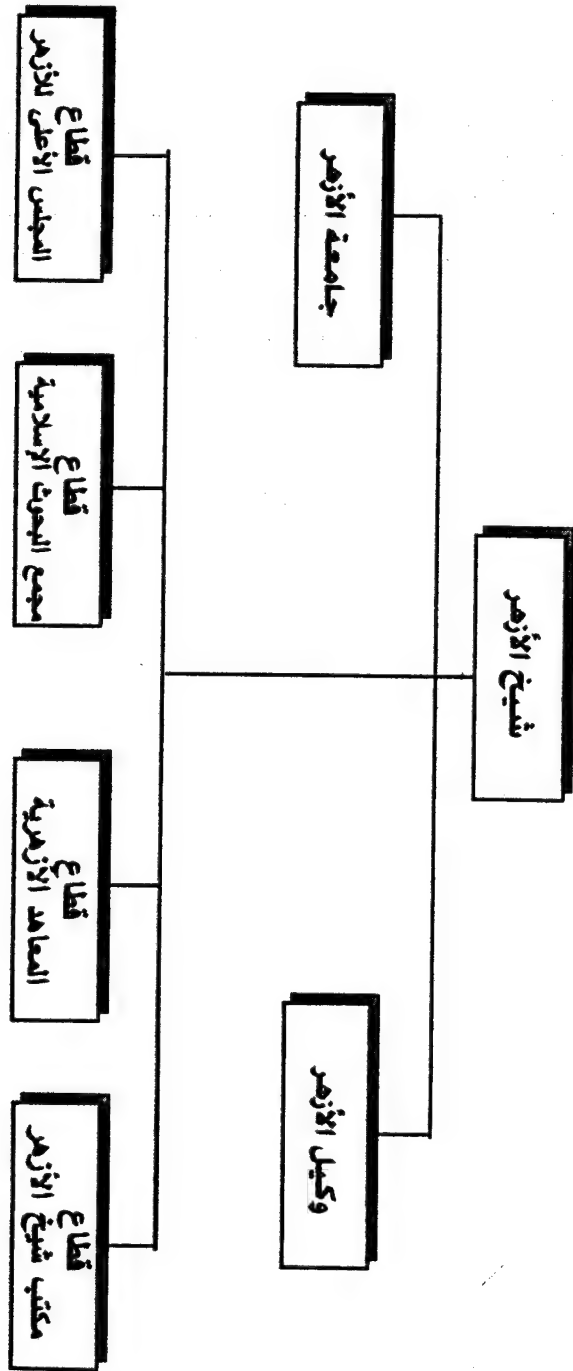 شيخ الأزهر
وكيل الأزهر
جامعة الأزهر
قطاع
مكتب شيخ الأزهر
قطاع
المعاهد الأزهرية
قطاع
مجمع البحوث الإسلامية
قطاع
المجلس الأعلى للأزهر